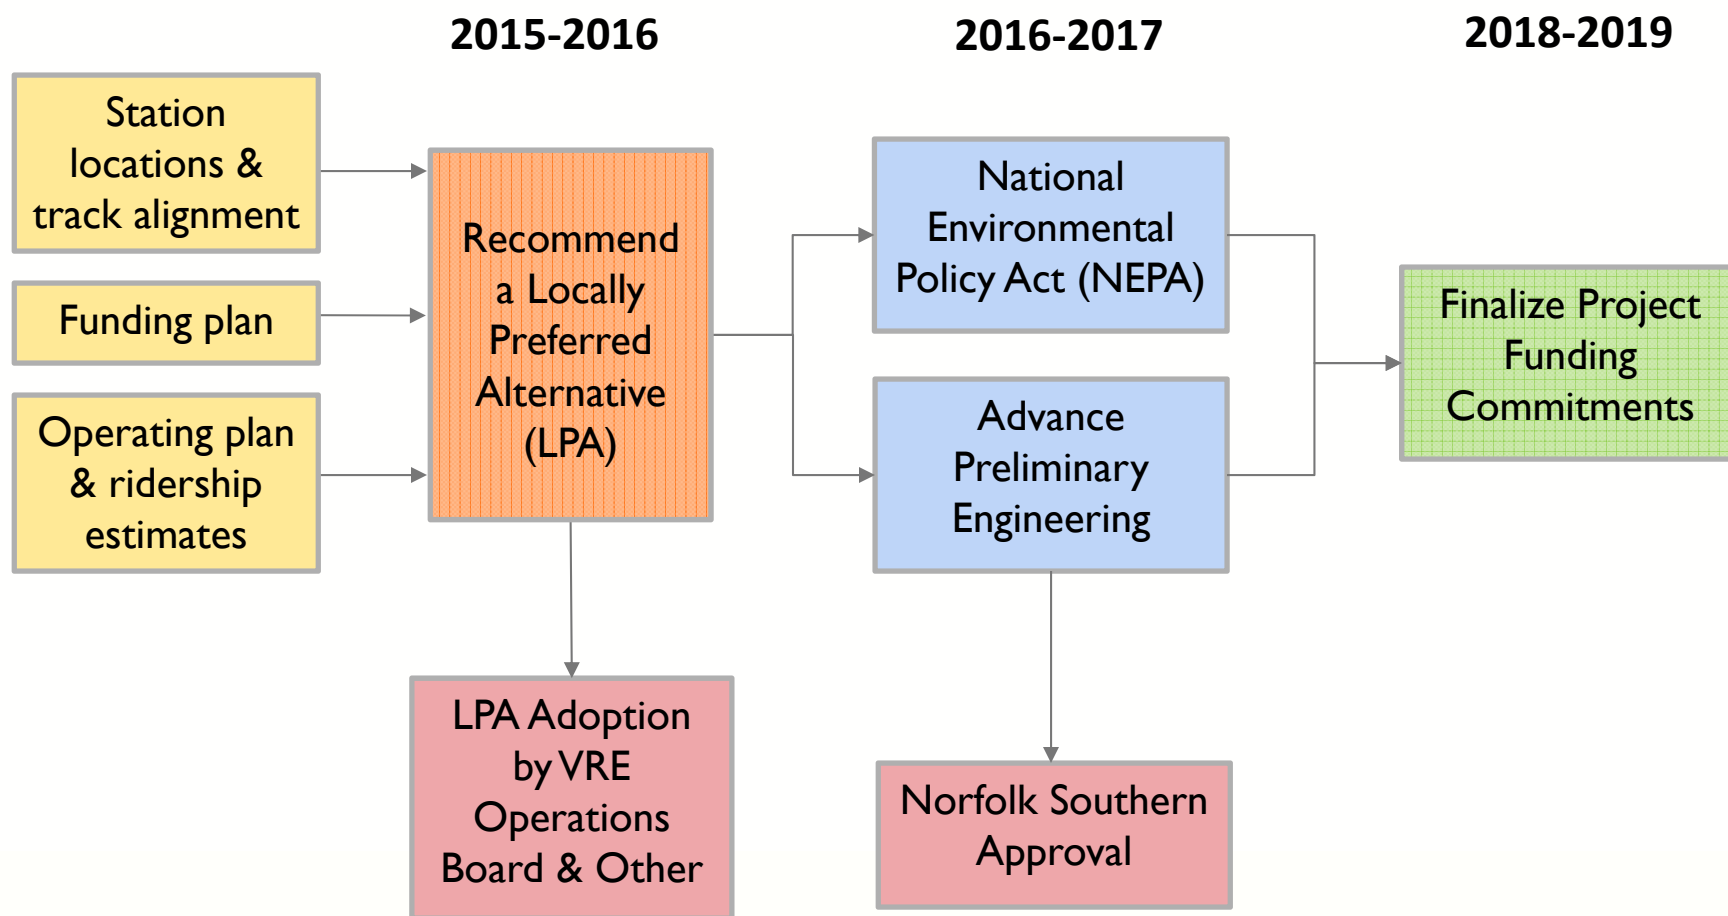 2015-2016
2016-2017
2018-2019
Station
locations &
track alignment
Funding plan
Operating plan
& ridership
estimates
Recommend
a Locally
Preferred
Alternative
(LPA)
LPA Adoption
by VRE
Operations
Board & Other
National
Environmental
Policy Act (NEPA)
Advance
Preliminary
Engineering
Norfolk Southern
Approval
Finalize Project
Funding
Commitments